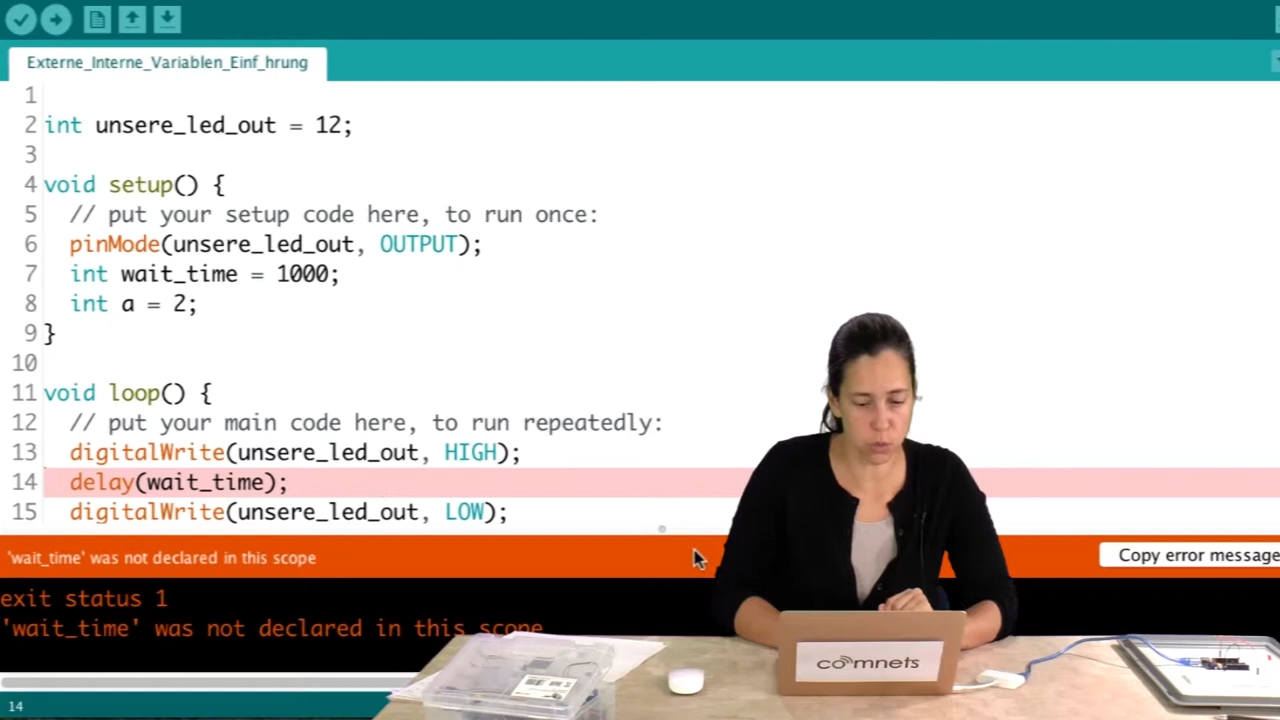 Externe_Interne_Variablen_Einf_hrung
1
2 int unsere_led_out = 12;
3
4 void setup() {
5 // put your setup code here, to run once:
6 pinMode(unsere_led_out, OUTPUT);
7 int wait_time = 1000;
8 int a = 2;
9 }
10
11 void loop() {
12 // put your main code here, to run repeatedly:
13 digitalWrite(unsere_led_out, HIGH);
14 delay(wait_time);
15 digitalWrite(unsere_led_out, LOW);
'wait_time' was not declared in this scope
Copy error message
exit status 1
'wait_time' was not declared in this scope
comnets
14